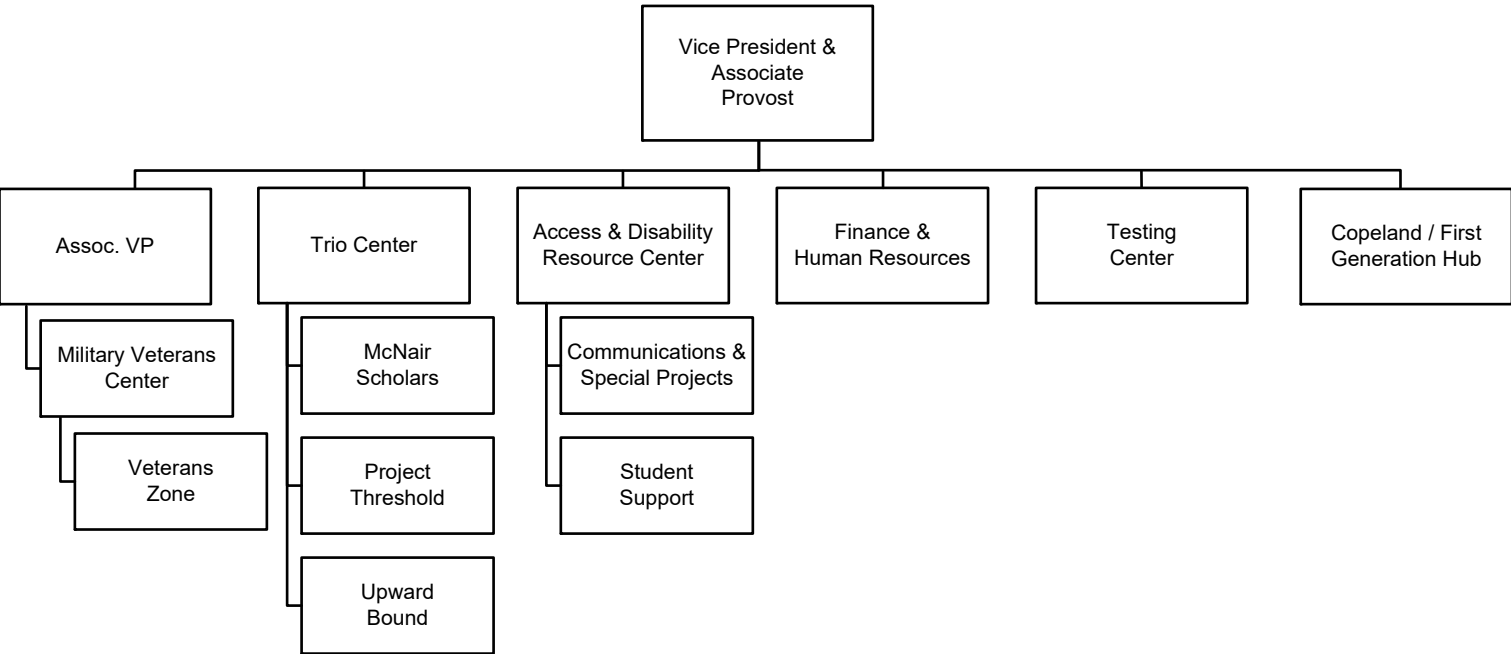 Vice President &
Associate
Provost
Assoc. VP
Trio Center
Access & Disability
Resource Center
Finance &
Human Resources
Testing
Center
Copeland / First
Generation Hub
Military Veterans
Center
McNair
Scholars
Communications &
Special Projects
Veterans
Zone
Project
Threshold
Student
Support
Upward
Bound